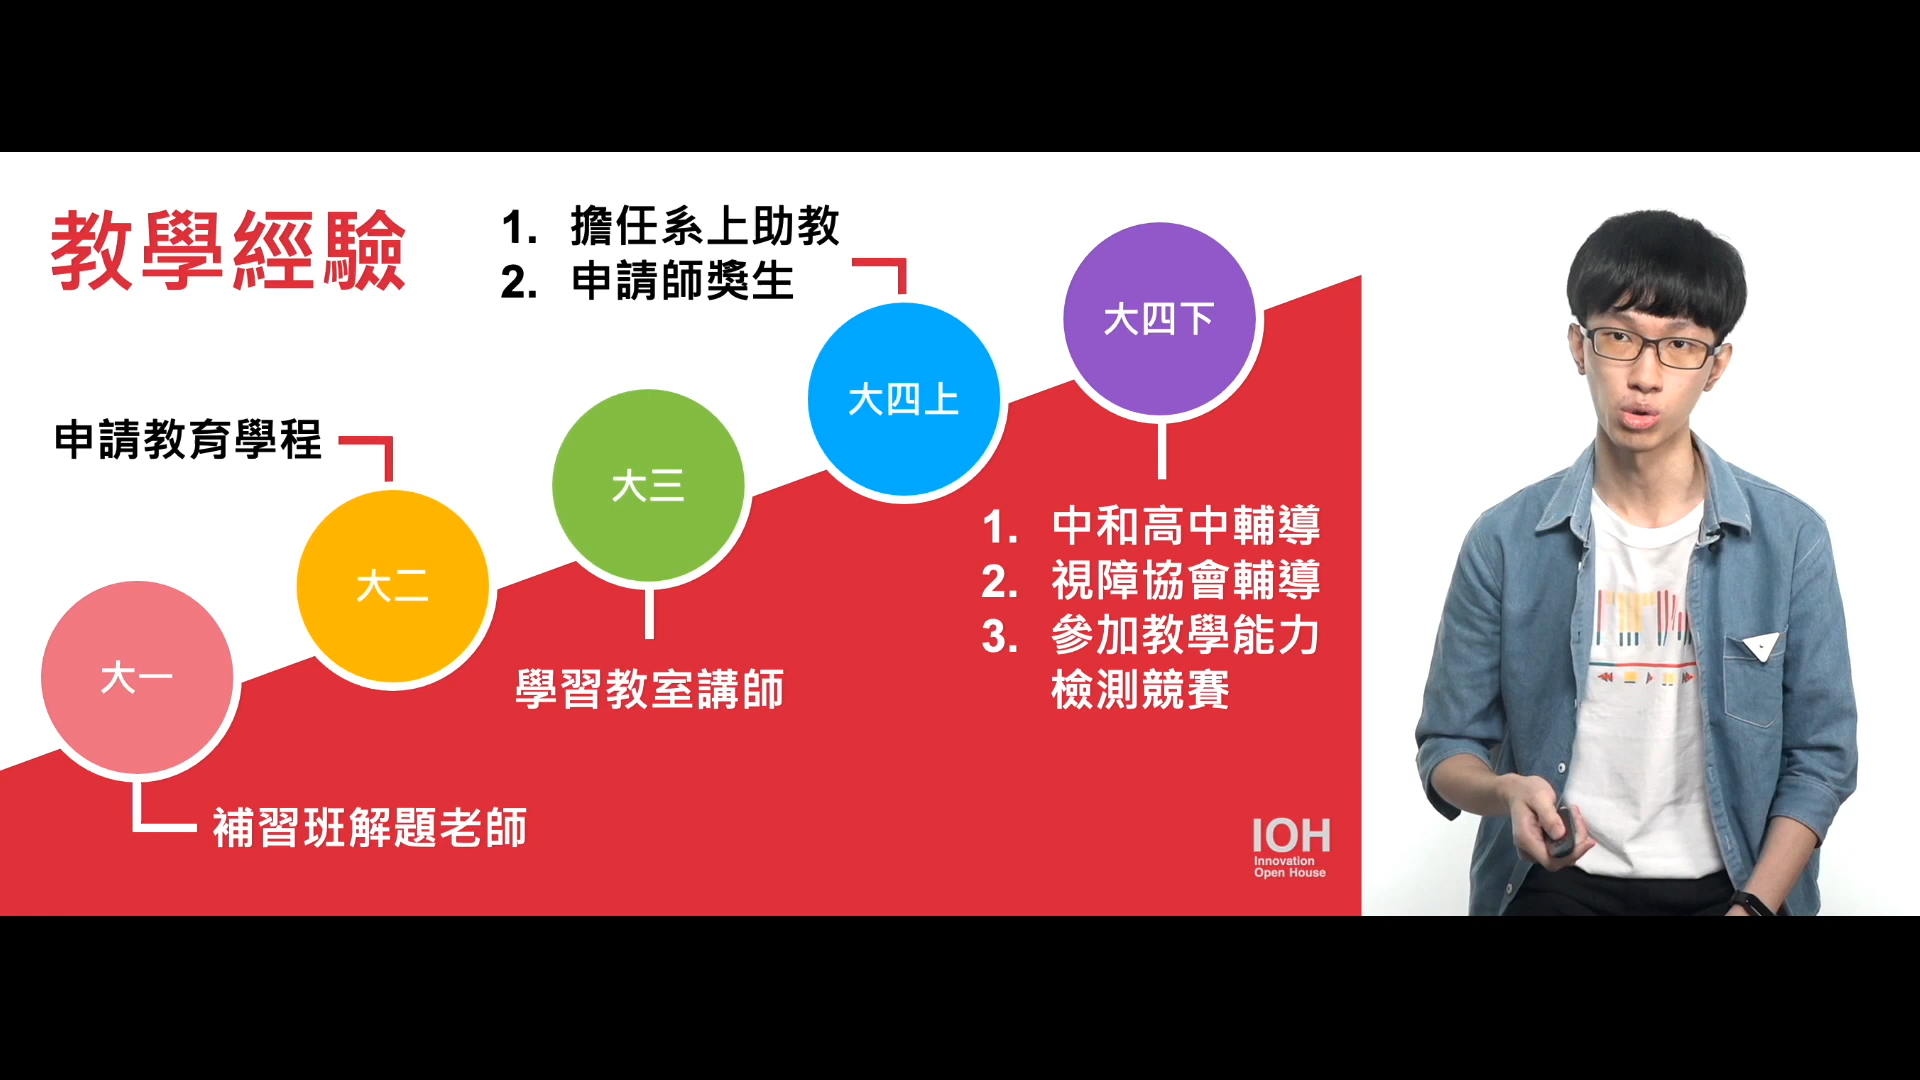 教學經驗
1. 擔任系上助教
2. 申請師獎生
大四下
大四上
申請教育學程
大三
大二
1. 中和高中輔導
2. 視障協會輔導
3. 參加教學能力
檢測競賽
大一
學習教室講師
補習班解題老師
IOH
Innovation
Open House